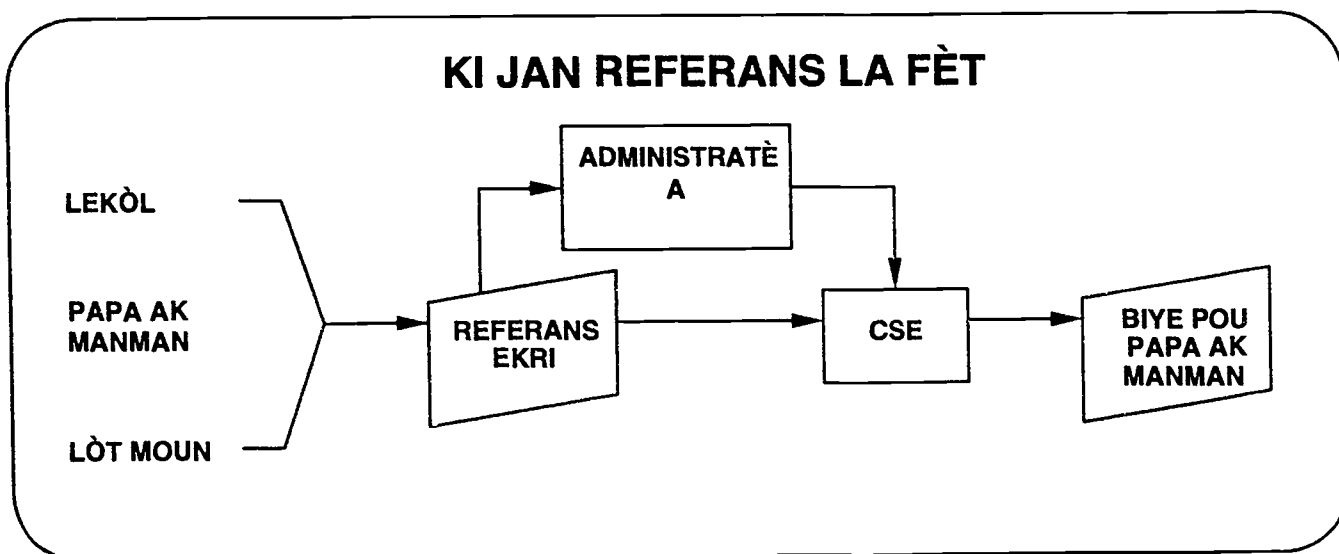 KI JAN REFERANS LA FÈT
ADMINISTRATÈ
A
LEKÒL
PAPA AK
MANMAN
LÒT MOUN
REFERANS
EKRI
CSE
BIYE POU
PAPA AK
MANMAN